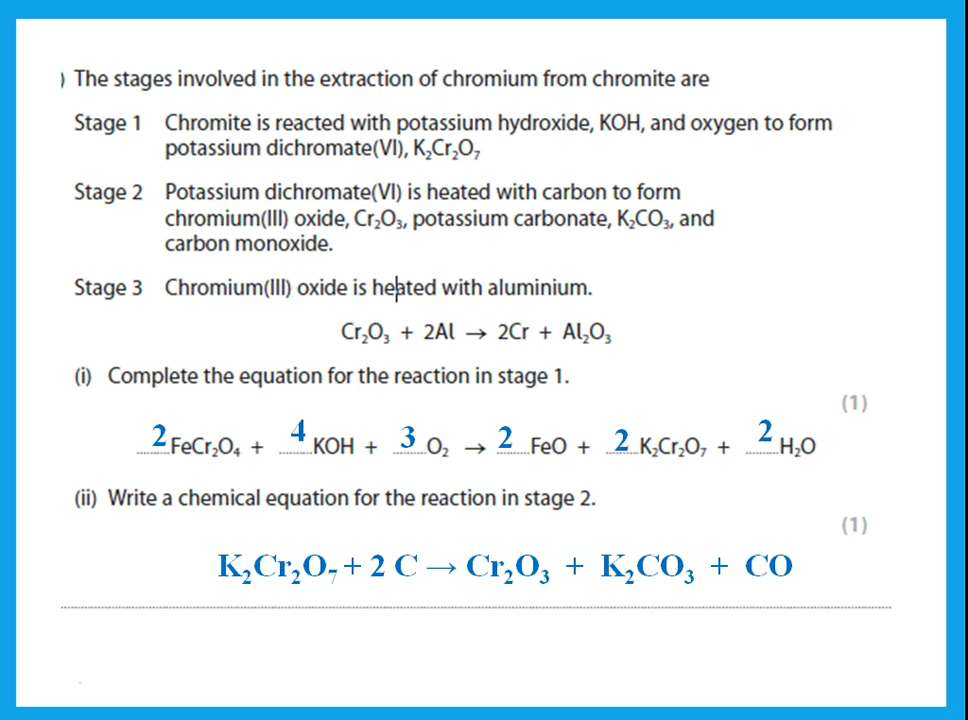 ) The stages involved in the extraction of chromium from chromite are
Stage 1 Chromite is reacted with potassium hydroxide, KOH, and oxygen to form
potassium dichromate(VI), K₂Cr₂O₇
Stage 2 Potassium dichromate(VI) is heated with carbon to form
chromium(III) oxide, Cr₂O₃, potassium carbonate, K₂CO₃, and
carbon monoxide.
Stage 3 Chromium(III) oxide is heated with aluminium.
Cr₂O₃ + 2Al → 2Cr + Al₂O₃
(i) Complete the equation for the reaction in stage 1.
(1)
2 FeCr₂O₄ + 4 KOH + 3 O₂ → 2 FeO + 2 K₂Cr₂O₇ + 2 H₂O
(ii) Write a chemical equation for the reaction in stage 2.
(1)
K₂Cr₂O₇ + 2 C → Cr₂O₃ + K₂CO₃ + CO